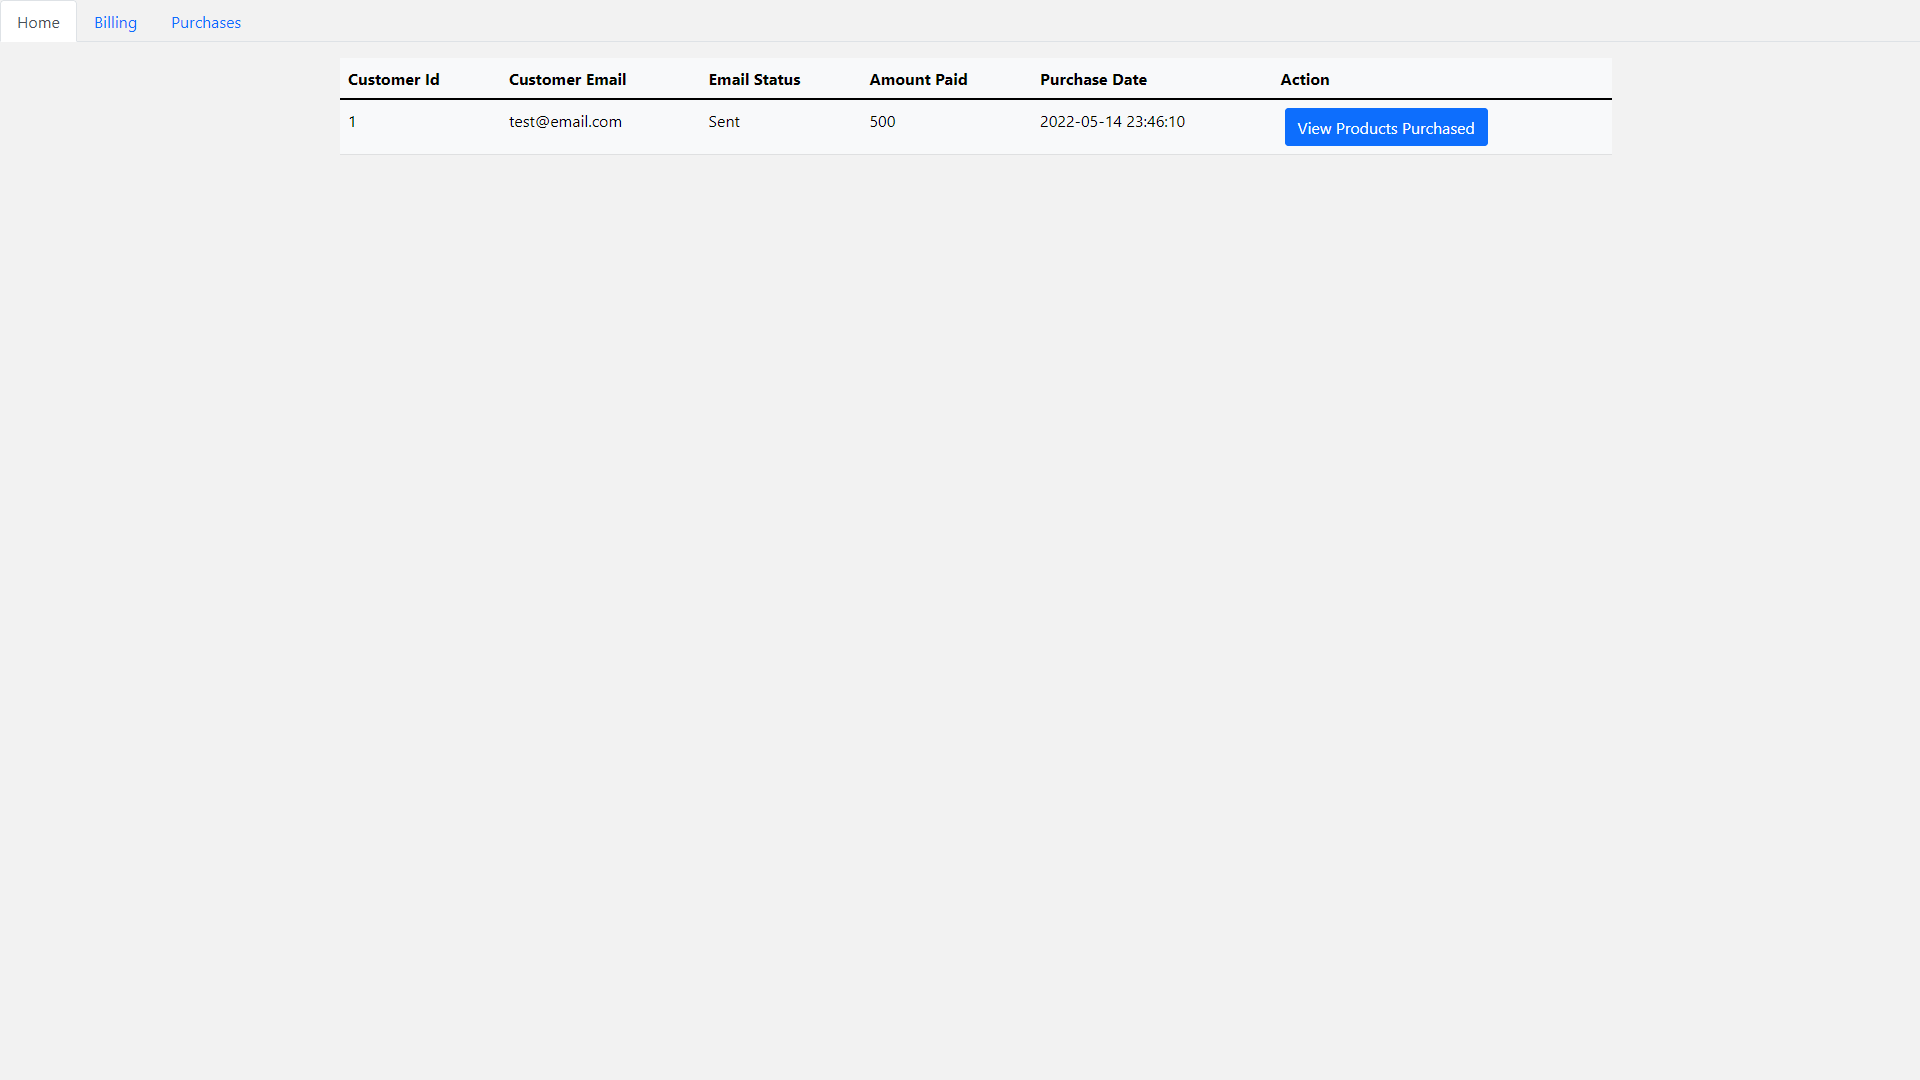 Home Billing Purchases
Customer Id Customer Email Email Status Amount Paid Purchase Date Action
1 test@email.com Sent 500 2022-05-14 23:46:10 View Products Purchased